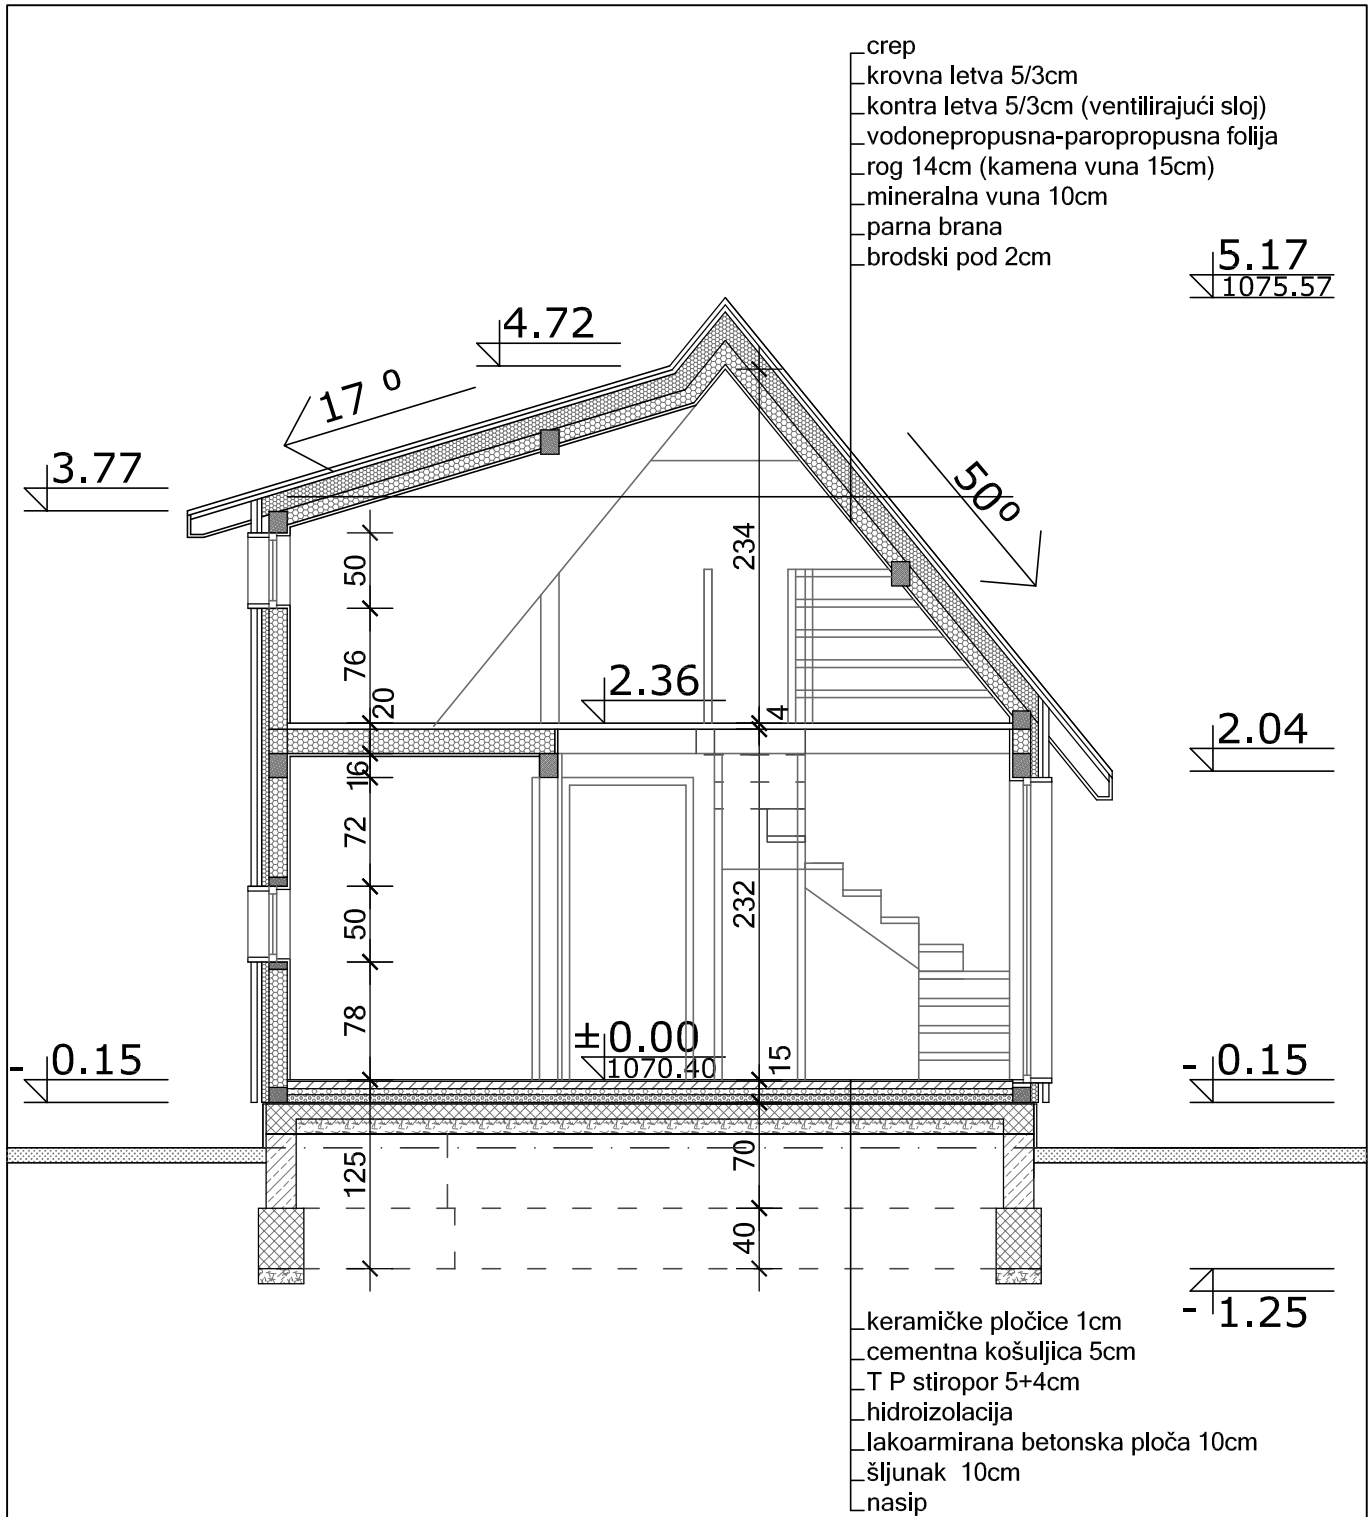 crep
krovna letva 5/3cm
kontra letva 5/3cm (ventilirajući sloj)
vodonepropusna-paropropusna folija
rog 14cm (kamena vuna 15cm)
mineralna vuna 10cm
parna brana
brodski pod 2cm
5.17
1075.57
4.72
17 º
3.77
50º
50
234
76
20
2.36
4
2.04
16
72
50
232
78
±0.00
1070.40
15
- 0.15
- 0.15
125
70
40
- 1.25
keramičke pločice 1cm
cementna košuljica 5cm
T P stiropor 5+4cm
hidroizolacija
lakoarmirana betonska ploča 10cm
šljunak 10cm
nasip